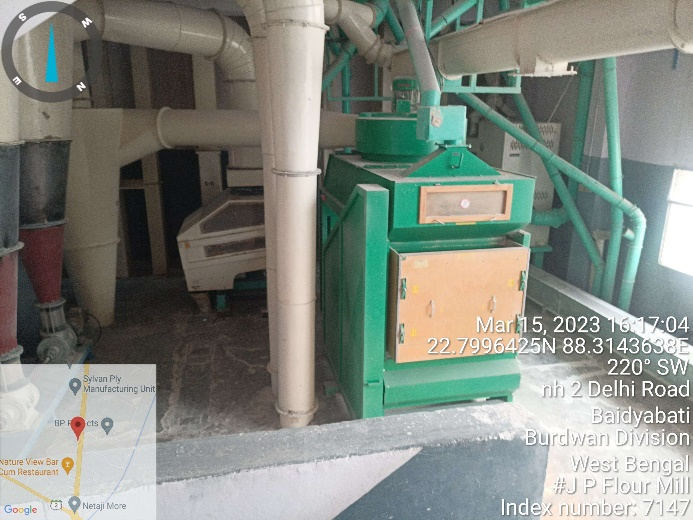 N
W
S
E
Mar 15, 2023 16:17:04
22.7996425N 88.3143638E
220° SW
nh 2 Delhi Road
Baidyabati
Burdwan Division
West Bengal
#J P Flour Mill
Index number: 7147
Sylvan Ply
Manufacturing Unit
BP
Nature View Bar
Cum Restaurant
Netaji More
Google